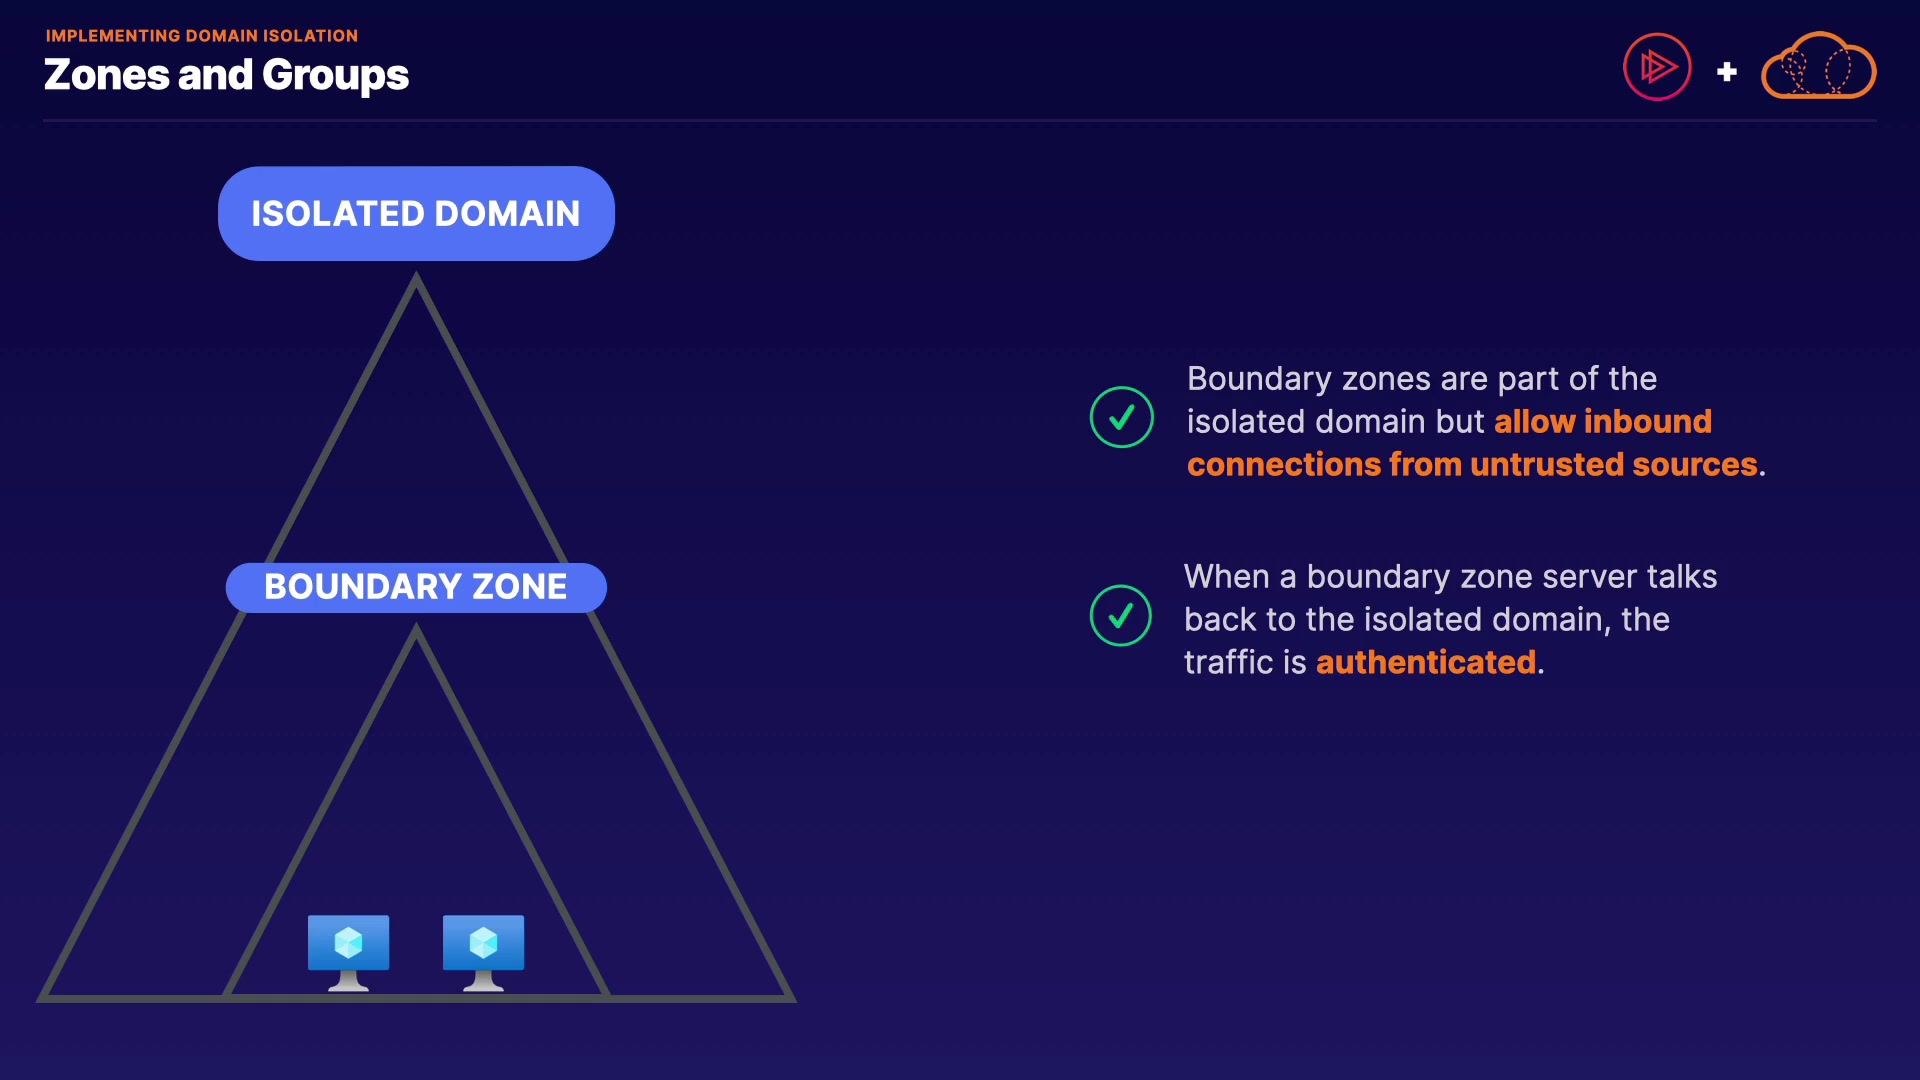 IMPLEMENTING DOMAIN ISOLATION
Zones and Groups
ISOLATED DOMAIN
BOUNDARY ZONE
Boundary zones are part of the
isolated domain but allow inbound
connections from untrusted sources.
When a boundary zone server talks
back to the isolated domain, the
traffic is authenticated.